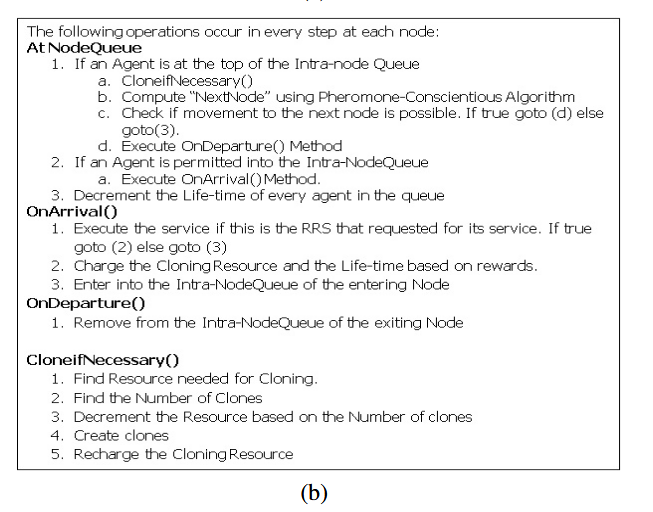 The following operations occur in every step at each node:
At NodeQueue
1. If an Agent is at the top of the Intra-node Queue
a. CloneifNecessary()
b. Compute "NextNode" using Pheromone-Conscientious Algorithm
c. Check if movement to the next node is possible. If true goto (d) else
goto(3).
d. Execute OnDeparture() Method
2. If an Agent is permitted into the Intra-NodeQueue
a. Execute OnArrival() Method.
3. Decrement the Life-time of every agent in the queue
OnArrival()
1. Execute the service if this is the RRS that requested for its service. If true
goto (2) else goto (3)
2. Charge the Cloning Resource and the Life-time based on rewards.
3. Enter into the Intra-NodeQueue of the entering Node
OnDeparture()
1. Remove from the Intra-NodeQueue of the exiting Node
CloneifNecessary()
1. Find Resource needed for Cloning.
2. Find the Number of Clones
3. Decrement the Resource based on the Number of clones
4. Create clones
5. Recharge the Cloning Resource
(b)